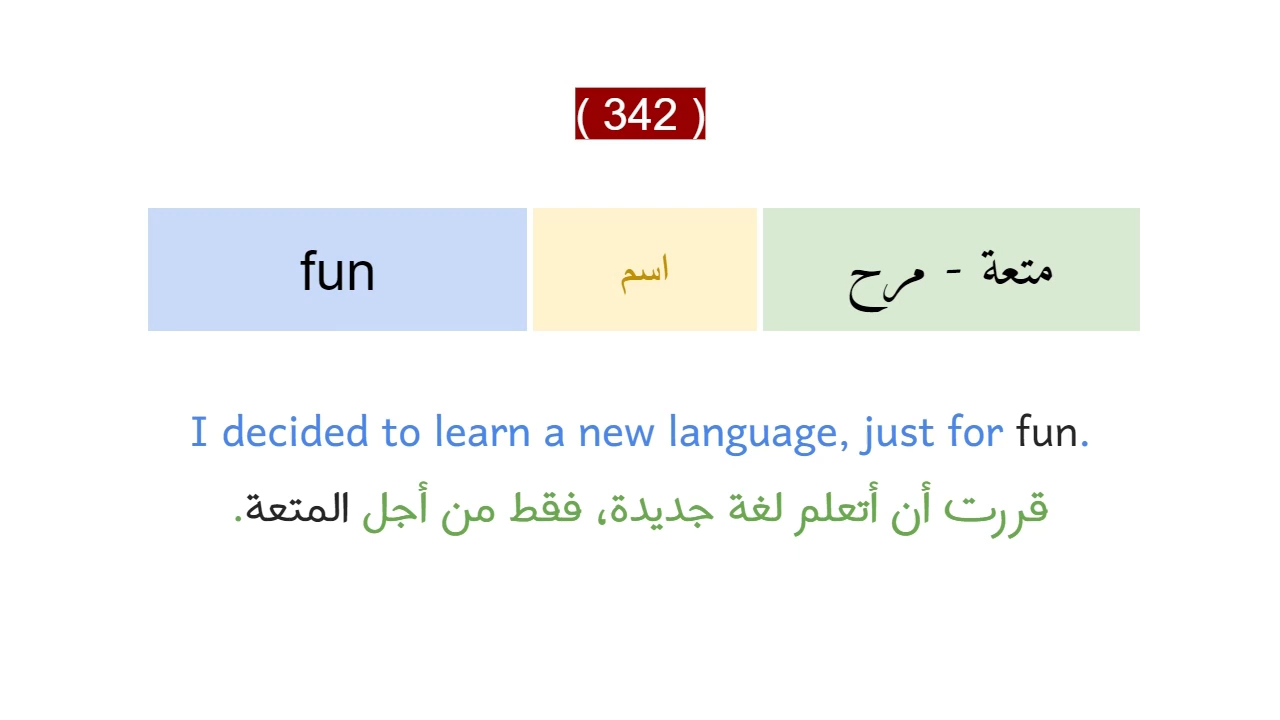 ( 342 )
fun
اسم
متعة - مرح
I decided to learn a new language, just for fun.
قررت أن أتعلم لغة جديدة، فقط من أجل المتعة.